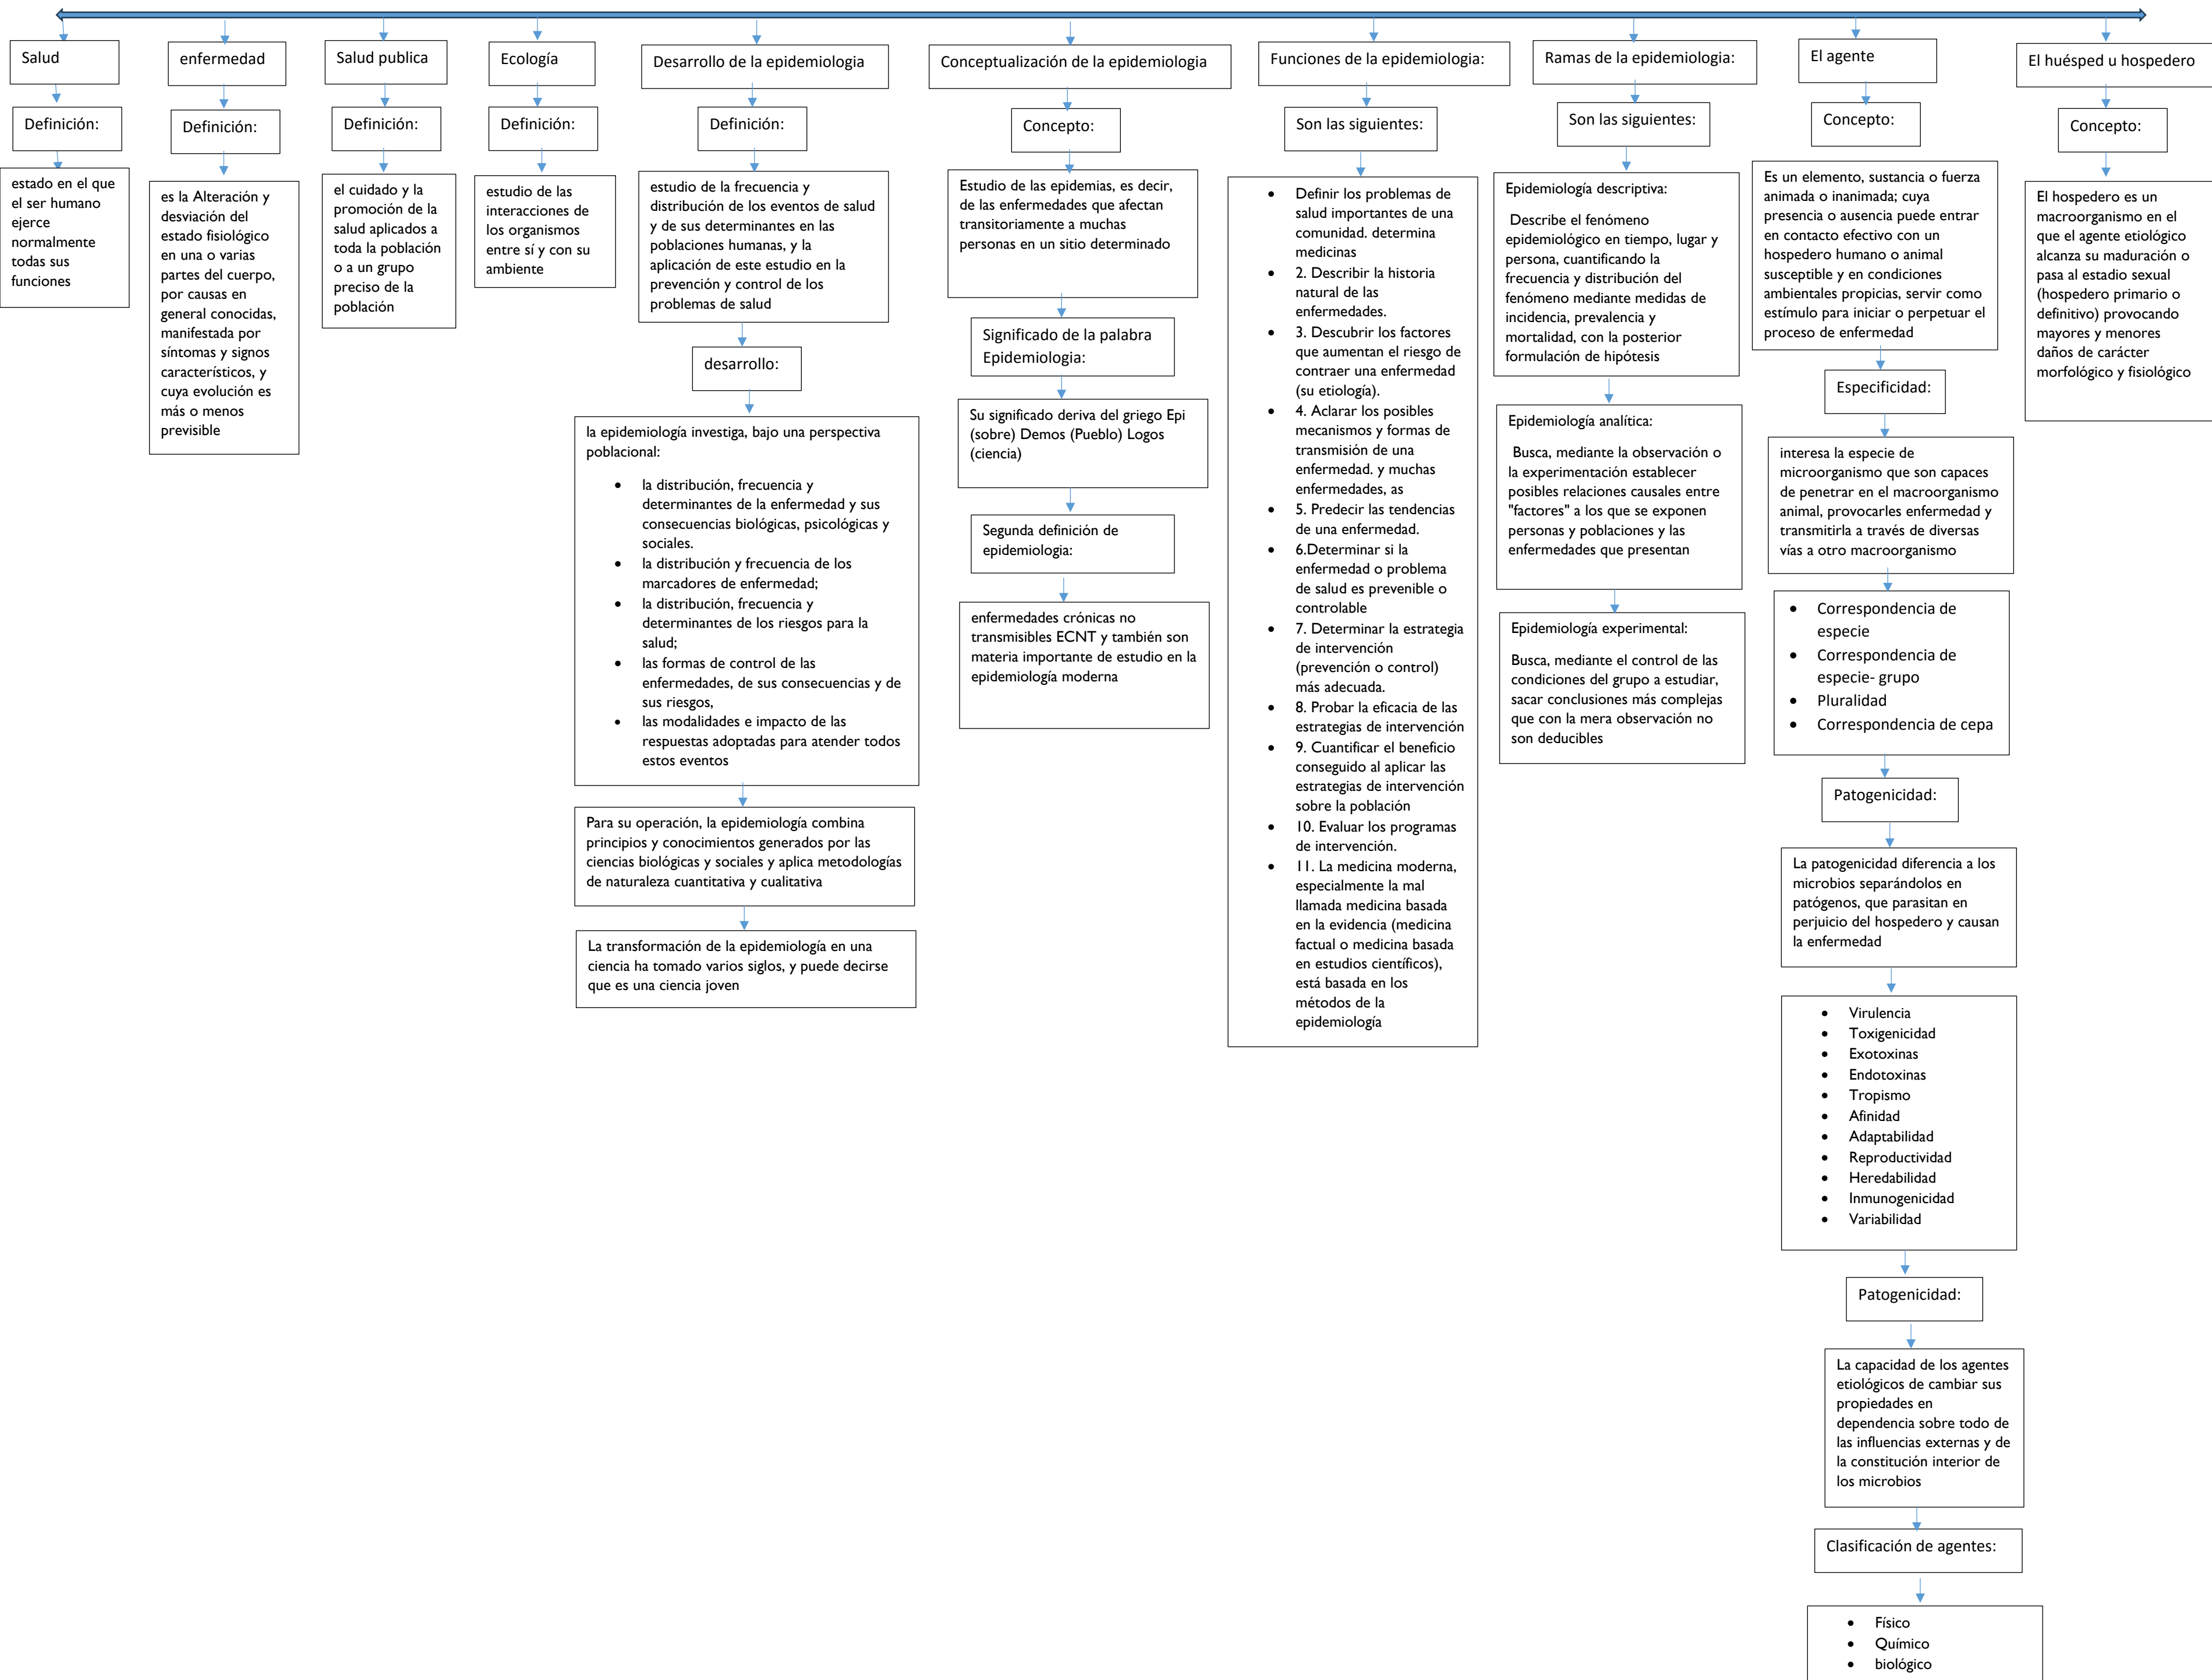 Salud
Definición:
estado en el que
el ser humano
ejerce
normalmente
todas sus
funciones
enfermedad
Definición:
es la Alteración y
desviación del
estado fisiológico
en una o varias
partes del cuerpo,
por causas en
general conocidas,
manifestada por
síntomas y signos
característicos, y
cuya evolución es
más o menos
previsible
Salud publica
Definición:
el cuidado y la
promoción de la
salud aplicados a
toda la población
o a un grupo
preciso de la
población
Ecología
Definición:
estudio de las
interacciones de
los organismos
entre sí y con su
ambiente
Desarrollo de la epidemiologia
Definición:
estudio de la frecuencia y
distribución de los eventos de salud
y de sus determinantes en las
poblaciones humanas, y la
aplicación de este estudio en la
prevención y control de los
problemas de salud
desarrollo:
la epidemiología investiga, bajo una perspectiva
poblacional:
• la distribución, frecuencia y
determinantes de la enfermedad y sus
consecuencias biológicas, psicológicas y
sociales.
• la distribución y frecuencia de los
marcadores de enfermedad;
• la distribución, frecuencia y
determinantes de los riesgos para la
salud;
• las formas de control de las
enfermedades, de sus consecuencias y de
sus riesgos,
• las modalidades e impacto de las
respuestas adoptadas para atender todos
estos eventos
Para su operación, la epidemiología combina
principios y conocimientos generados por las
ciencias biológicas y sociales y aplica metodologías
de naturaleza cuantitativa y cualitativa
La transformación de la epidemiología en una
ciencia ha tomado varios siglos, y puede decirse
que es una ciencia joven
Conceptualización de la epidemiologia
Concepto:
Estudio de las epidemias, es decir,
de las enfermedades que afectan
transitoriamente a muchas
personas en un sitio determinado
Significado de la palabra
Epidemiologia:
Su significado deriva del griego Epi
(sobre) Demos (Pueblo) Logos
(ciencia)
Segunda definición de
epidemiologia:
enfermedades crónicas no
transmisibles ECNT y también son
materia importante de estudio en la
epidemiología moderna
Funciones de la epidemiologia:
Son las siguientes:
• Definir los problemas de
salud importantes de una
comunidad. determina
medicinas
• 2. Describir la historia
natural de las
enfermedades.
• 3. Descubrir los factores
que aumentan el riesgo de
contraer una enfermedad
(su etiología).
• 4. Aclarar los posibles
mecanismos y formas de
transmisión de una
enfermedad. y muchas
enfermedades, as
• 5. Predecir las tendencias
de una enfermedad.
• 6.Determinar si la
enfermedad o problema
de salud es prevenible o
controlable
• 7. Determinar la estrategia
de intervención
(prevención o control)
más adecuada.
• 8. Probar la eficacia de las
estrategias de intervención
• 9. Cuantificar el beneficio
conseguido al aplicar las
estrategias de intervención
sobre la población
• 10. Evaluar los programas
de intervención.
• 11. La medicina moderna,
especialmente la mal
llamada medicina basada
en la evidencia (medicina
factual o medicina basada
en estudios científicos),
está basada en los
métodos de la
epidemiología
Ramas de la epidemiologia:
Son las siguientes:
Epidemiología descriptiva:
Describe el fenómeno
epidemiológico en tiempo, lugar y
persona, cuantificando la
frecuencia y distribución del
fenómeno mediante medidas de
incidencia, prevalencia y
mortalidad, con la posterior
formulación de hipótesis
Epidemiología analítica:
Busca, mediante la observación o
la experimentación establecer
posibles relaciones causales entre
"factores" a los que se exponen
personas y poblaciones y las
enfermedades que presentan
Epidemiología experimental:
Busca, mediante el control de las
condiciones del grupo a estudiar,
sacar conclusiones más complejas
que con la mera observación no
son deducibles
El agente
Concepto:
Es un elemento, sustancia o fuerza
animada o inanimada; cuya
presencia o ausencia puede entrar
en contacto efectivo con un
hospedero humano o animal
susceptible y en condiciones
ambientales propicias, servir como
estímulo para iniciar o perpetuar el
proceso de enfermedad
Especificidad:
interesa la especie de
microorganismo que son capaces
de penetrar en el macroorganismo
animal, provocarles enfermedad y
transmitirla a través de diversas
vías a otro macroorganismo
• Correspondencia de
especie
• Correspondencia de
especie- grupo
• Pluralidad
• Correspondencia de cepa
Patogenicidad:
La patogenicidad diferencia a los
microbios separándolos en
patógenos, que parasitan en
perjuicio del hospedero y causan
la enfermedad
• Virulencia
• Toxigenicidad
• Exotoxinas
• Endotoxinas
• Tropismo
• Afinidad
• Adaptabilidad
• Reproductividad
• Heredabilidad
• Inmunogenicidad
• Variabilidad
Patogenicidad:
La capacidad de los agentes
etiológicos de cambiar sus
propiedades en
dependencia sobre todo de
las influencias externas y de
la constitución interior de
los microbios
Clasificación de agentes:
• Físico
• Químico
• biológico
El huésped u hospedero
Concepto:
El hospedero es un
macroorganismo en el
que el agente etiológico
alcanza su maduración o
pasa al estadio sexual
(hospedero primario o
definitivo) provocando
mayores y menores
daños de carácter
morfológico y fisiológico